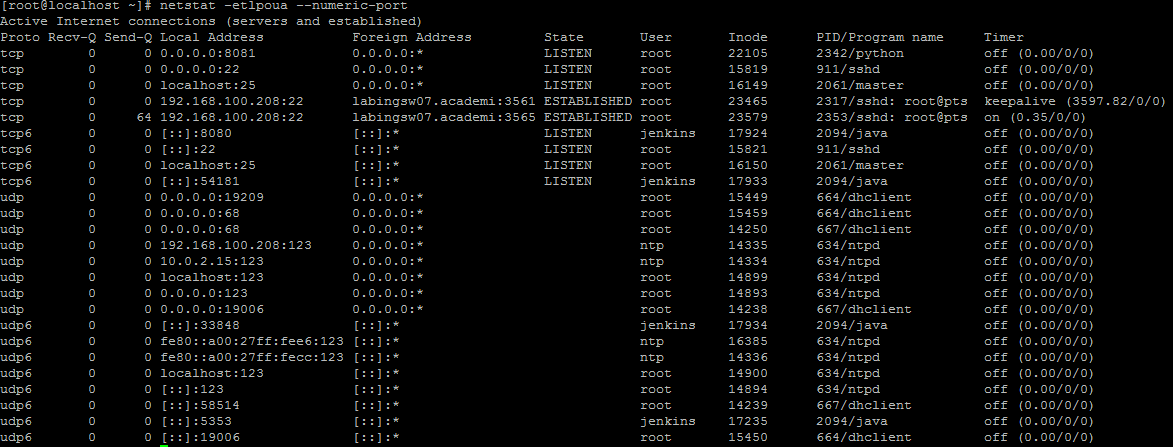 [root@localhost ~]# netstat -etlpoua --numeric-port
Active Internet connections (servers and established)
Proto Recv-Q Send-Q Local Address           Foreign Address         State       User       Inode      PID/Program name     Timer
tcp        0      0 0.0.0.0:8081            0.0.0.0:*               LISTEN      root       22105      2342/python          off (0.00/0/0)
tcp        0      0 0.0.0.0:22              0.0.0.0:*               LISTEN      root       15819      911/sshd             off (0.00/0/0)
tcp        0      0 localhost:25            0.0.0.0:*               LISTEN      root       16149      2061/master          off (0.00/0/0)
tcp        0      0 192.168.100.208:22      labingsw07.academi:3561 ESTABLISHED root       23465      2317/sshd: root@pts  keepalive (3597.82/0/0)
tcp        0     64 192.168.100.208:22      labingsw07.academi:3565 ESTABLISHED root       23579      2353/sshd: root@pts  on (0.35/0/0)
tcp6       0      0 [::]:8080               [::]:*                  LISTEN      jenkins    17924      2094/java            off (0.00/0/0)
tcp6       0      0 [::]:22                 [::]:*                  LISTEN      root       15821      911/sshd             off (0.00/0/0)
tcp6       0      0 localhost:25            [::]:*                  LISTEN      root       16150      2061/master          off (0.00/0/0)
tcp6       0      0 [::]:54181              [::]:*                  LISTEN      jenkins    17933      2094/java            off (0.00/0/0)
udp        0      0 0.0.0.0:19209           0.0.0.0:*                           root       15449      664/dhclient         off (0.00/0/0)
udp        0      0 0.0.0.0:68              0.0.0.0:*                           root       15459      664/dhclient         off (0.00/0/0)
udp        0      0 0.0.0.0:68              0.0.0.0:*                           root       14250      667/dhclient         off (0.00/0/0)
udp        0      0 192.168.100.208:123     0.0.0.0:*                           ntp        14335      634/ntpd             off (0.00/0/0)
udp        0      0 10.0.2.15:123           0.0.0.0:*                           ntp        14334      634/ntpd             off (0.00/0/0)
udp        0      0 localhost:123           0.0.0.0:*                           root       14899      634/ntpd             off (0.00/0/0)
udp        0      0 0.0.0.0:123             0.0.0.0:*                           root       14893      634/ntpd             off (0.00/0/0)
udp        0      0 0.0.0.0:19006           0.0.0.0:*                           root       14238      667/dhclient         off (0.00/0/0)
udp6       0      0 [::]:33848              [::]:*                              jenkins    17934      2094/java            off (0.00/0/0)
udp6       0      0 fe80::a00:27ff:fee6:123 [::]:*                              ntp        16385      634/ntpd             off (0.00/0/0)
udp6       0      0 fe80::a00:27ff:fecc:123 [::]:*                              ntp        14336      634/ntpd             off (0.00/0/0)
udp6       0      0 localhost:123           [::]:*                              root       14900      634/ntpd             off (0.00/0/0)
udp6       0      0 [::]:123                [::]:*                              root       14894      634/ntpd             off (0.00/0/0)
udp6       0      0 [::]:58514              [::]:*                              root       14239      667/dhclient         off (0.00/0/0)
udp6       0      0 [::]:5353               [::]:*                              jenkins    17235      2094/java            off (0.00/0/0)
udp6       0      0 [::]:19006              [::]:*                              root       15450      664/dhclient         off (0.00/0/0)